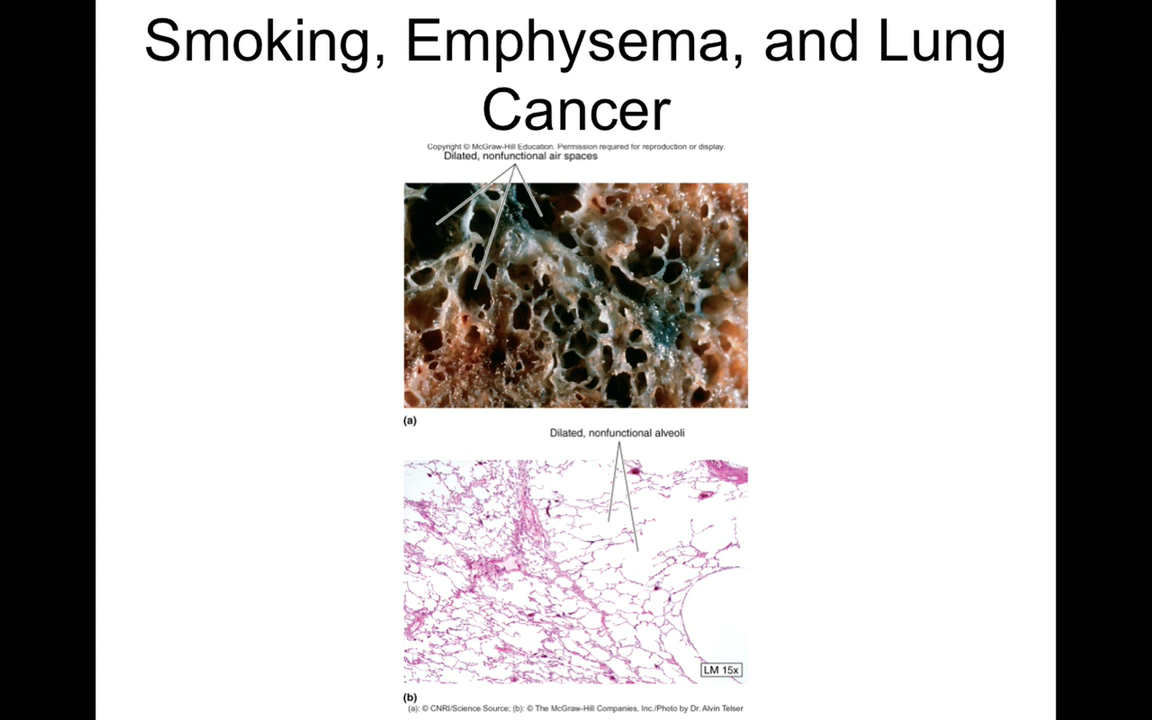 Smoking, Emphysema, and Lung
Cancer
Copyright © McGraw-Hill Education. Permission required for reproduction or display.
Dilated, nonfunctional air spaces
(a)
Dilated, nonfunctional alveoli
LM 15x
(b)
(a): © CNRI/Science Source; (b): © The McGraw-Hill Companies, Inc./Photo by Dr. Alvin Telser